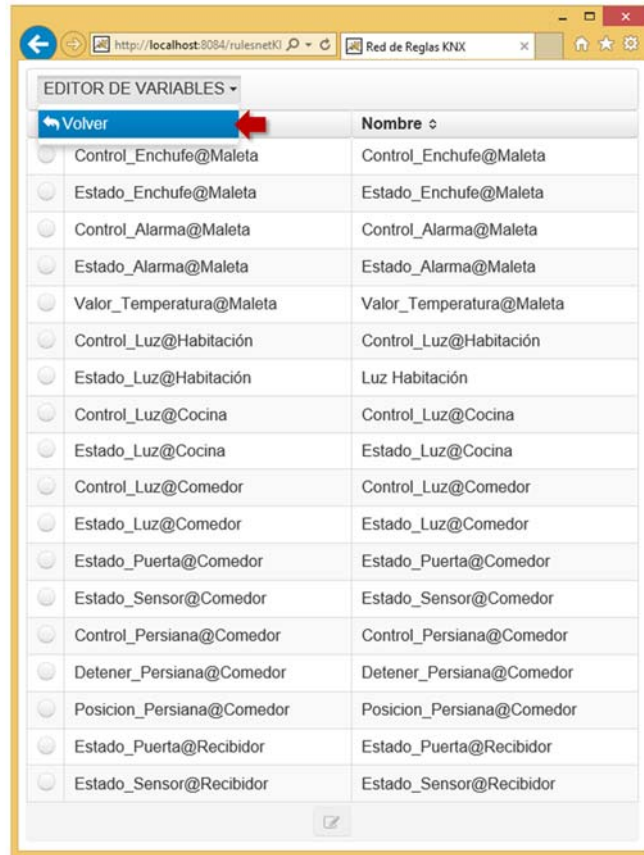 http://localhost:8084/rulesnetKl
Red de Reglas KNX
EDITOR DE VARIABLES
Volver
Nombre
Control_Enchufe@Maleta Control_Enchufe@Maleta
Estado_Enchufe@Maleta Estado_Enchufe@Maleta
Control_Alarma@Maleta Control_Alarma@Maleta
Estado_Alarma@Maleta Estado_Alarma@Maleta
Valor_Temperatura@Maleta Valor_Temperatura@Maleta
Control_Luz@Habitación Control_Luz@Habitación
Estado_Luz@Habitación Luz Habitación
Control_Luz@Cocina Control_Luz@Cocina
Estado_Luz@Cocina Estado_Luz@Cocina
Control_Luz@Comedor Control_Luz@Comedor
Estado_Luz@Comedor Estado_Luz@Comedor
Estado_Puerta@Comedor Estado_Puerta@Comedor
Estado_Sensor@Comedor Estado_Sensor@Comedor
Control_Persiana@Comedor Control_Persiana@Comedor
Detener_Persiana@Comedor Detener_Persiana@Comedor
Posicion_Persiana@Comedor Posicion_Persiana@Comedor
Estado_Puerta@Recibidor Estado_Puerta@Recibidor
Estado_Sensor@Recibidor Estado_Sensor@Recibidor